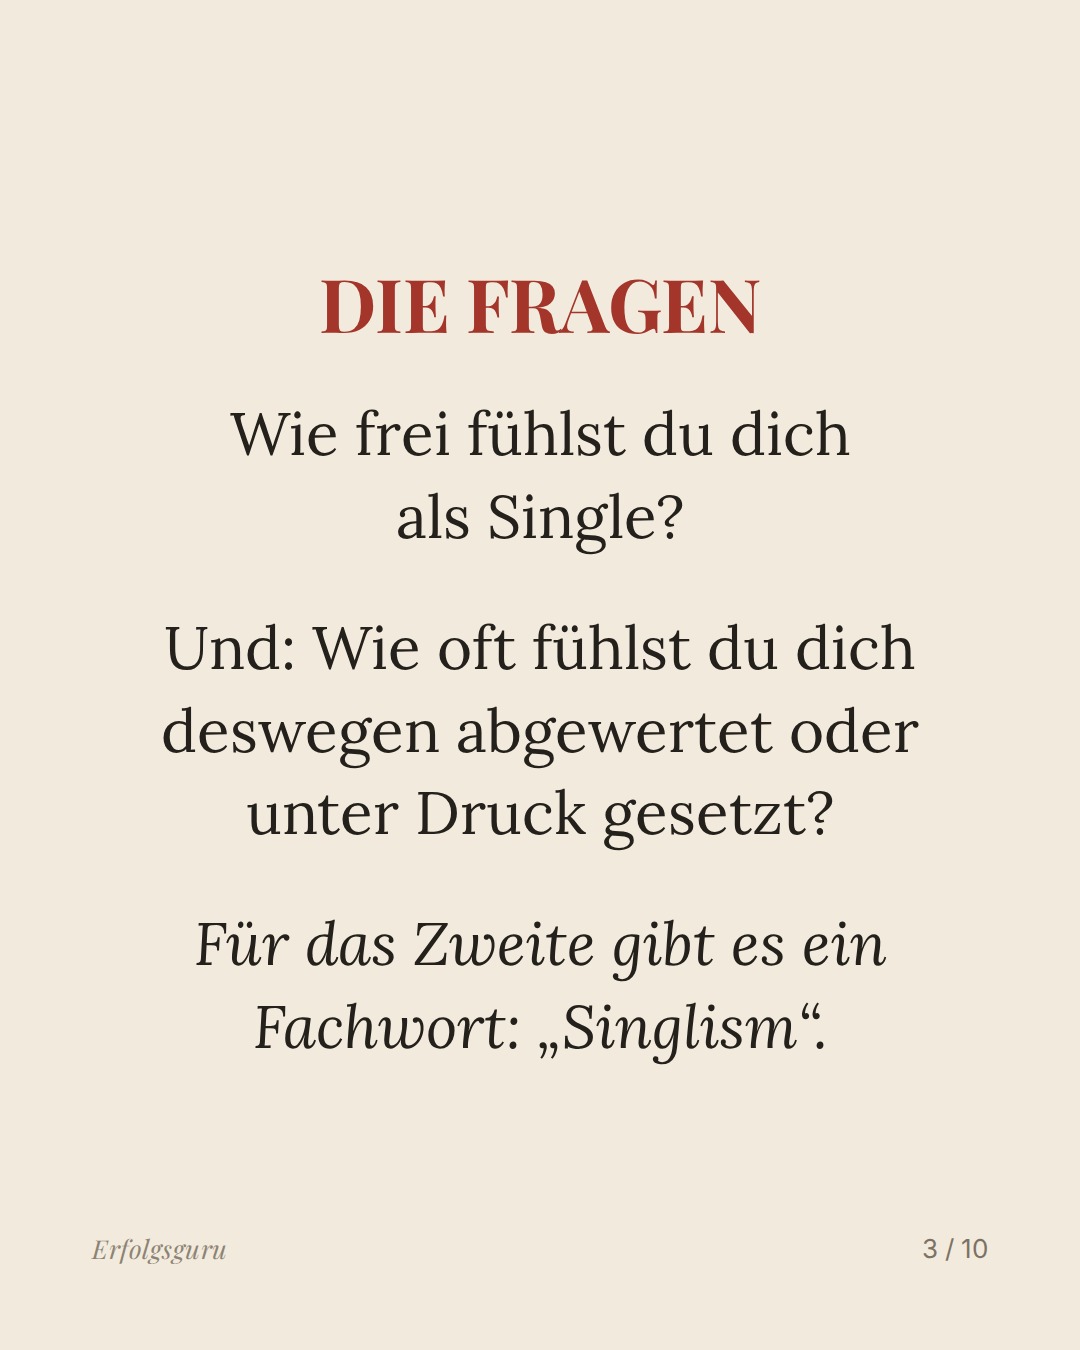 DIE FRAGEN
Wie frei fühlst du dich
als Single?
Und: Wie oft fühlst du dich
deswegen abgewertet oder
unter Druck gesetzt?
Für das Zweite gibt es ein
Fachwort: „Singlism“.
Erfolgsguru
3 / 10